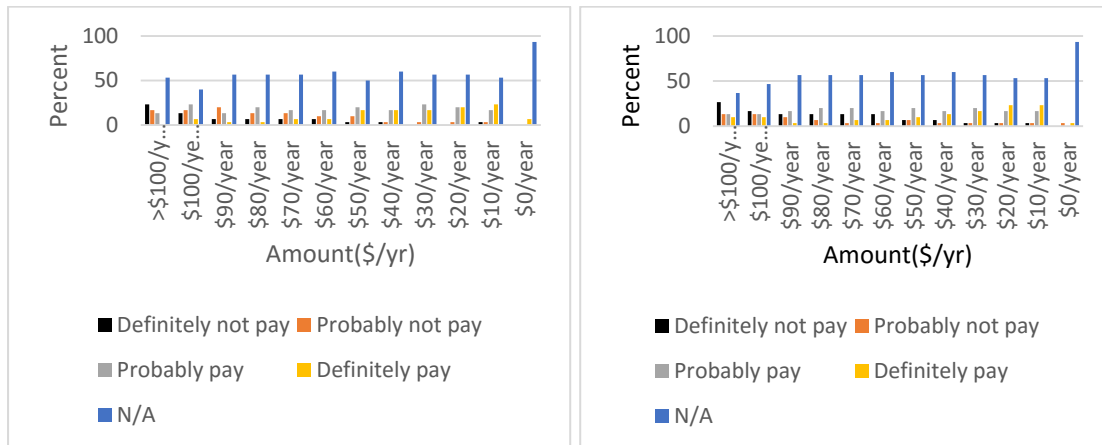 100
50
0
Percent
>$100/y...
$100/ye...
$90/year
$80/year
$70/year
$60/year
$50/year
$40/year
$30/year
$20/year
$10/year
$0/year
Amount($/yr)
Definitely not pay
Probably not pay
Probably pay
Definitely pay
N/A
100
50
0
Percent
>$100/y...
$100/ye...
$90/year
$80/year
$70/year
$60/year
$50/year
$40/year
$30/year
$20/year
$10/year
$0/year
Amount($/yr)
Definitely not pay
Probably not pay
Probably pay
Definitely pay
N/A